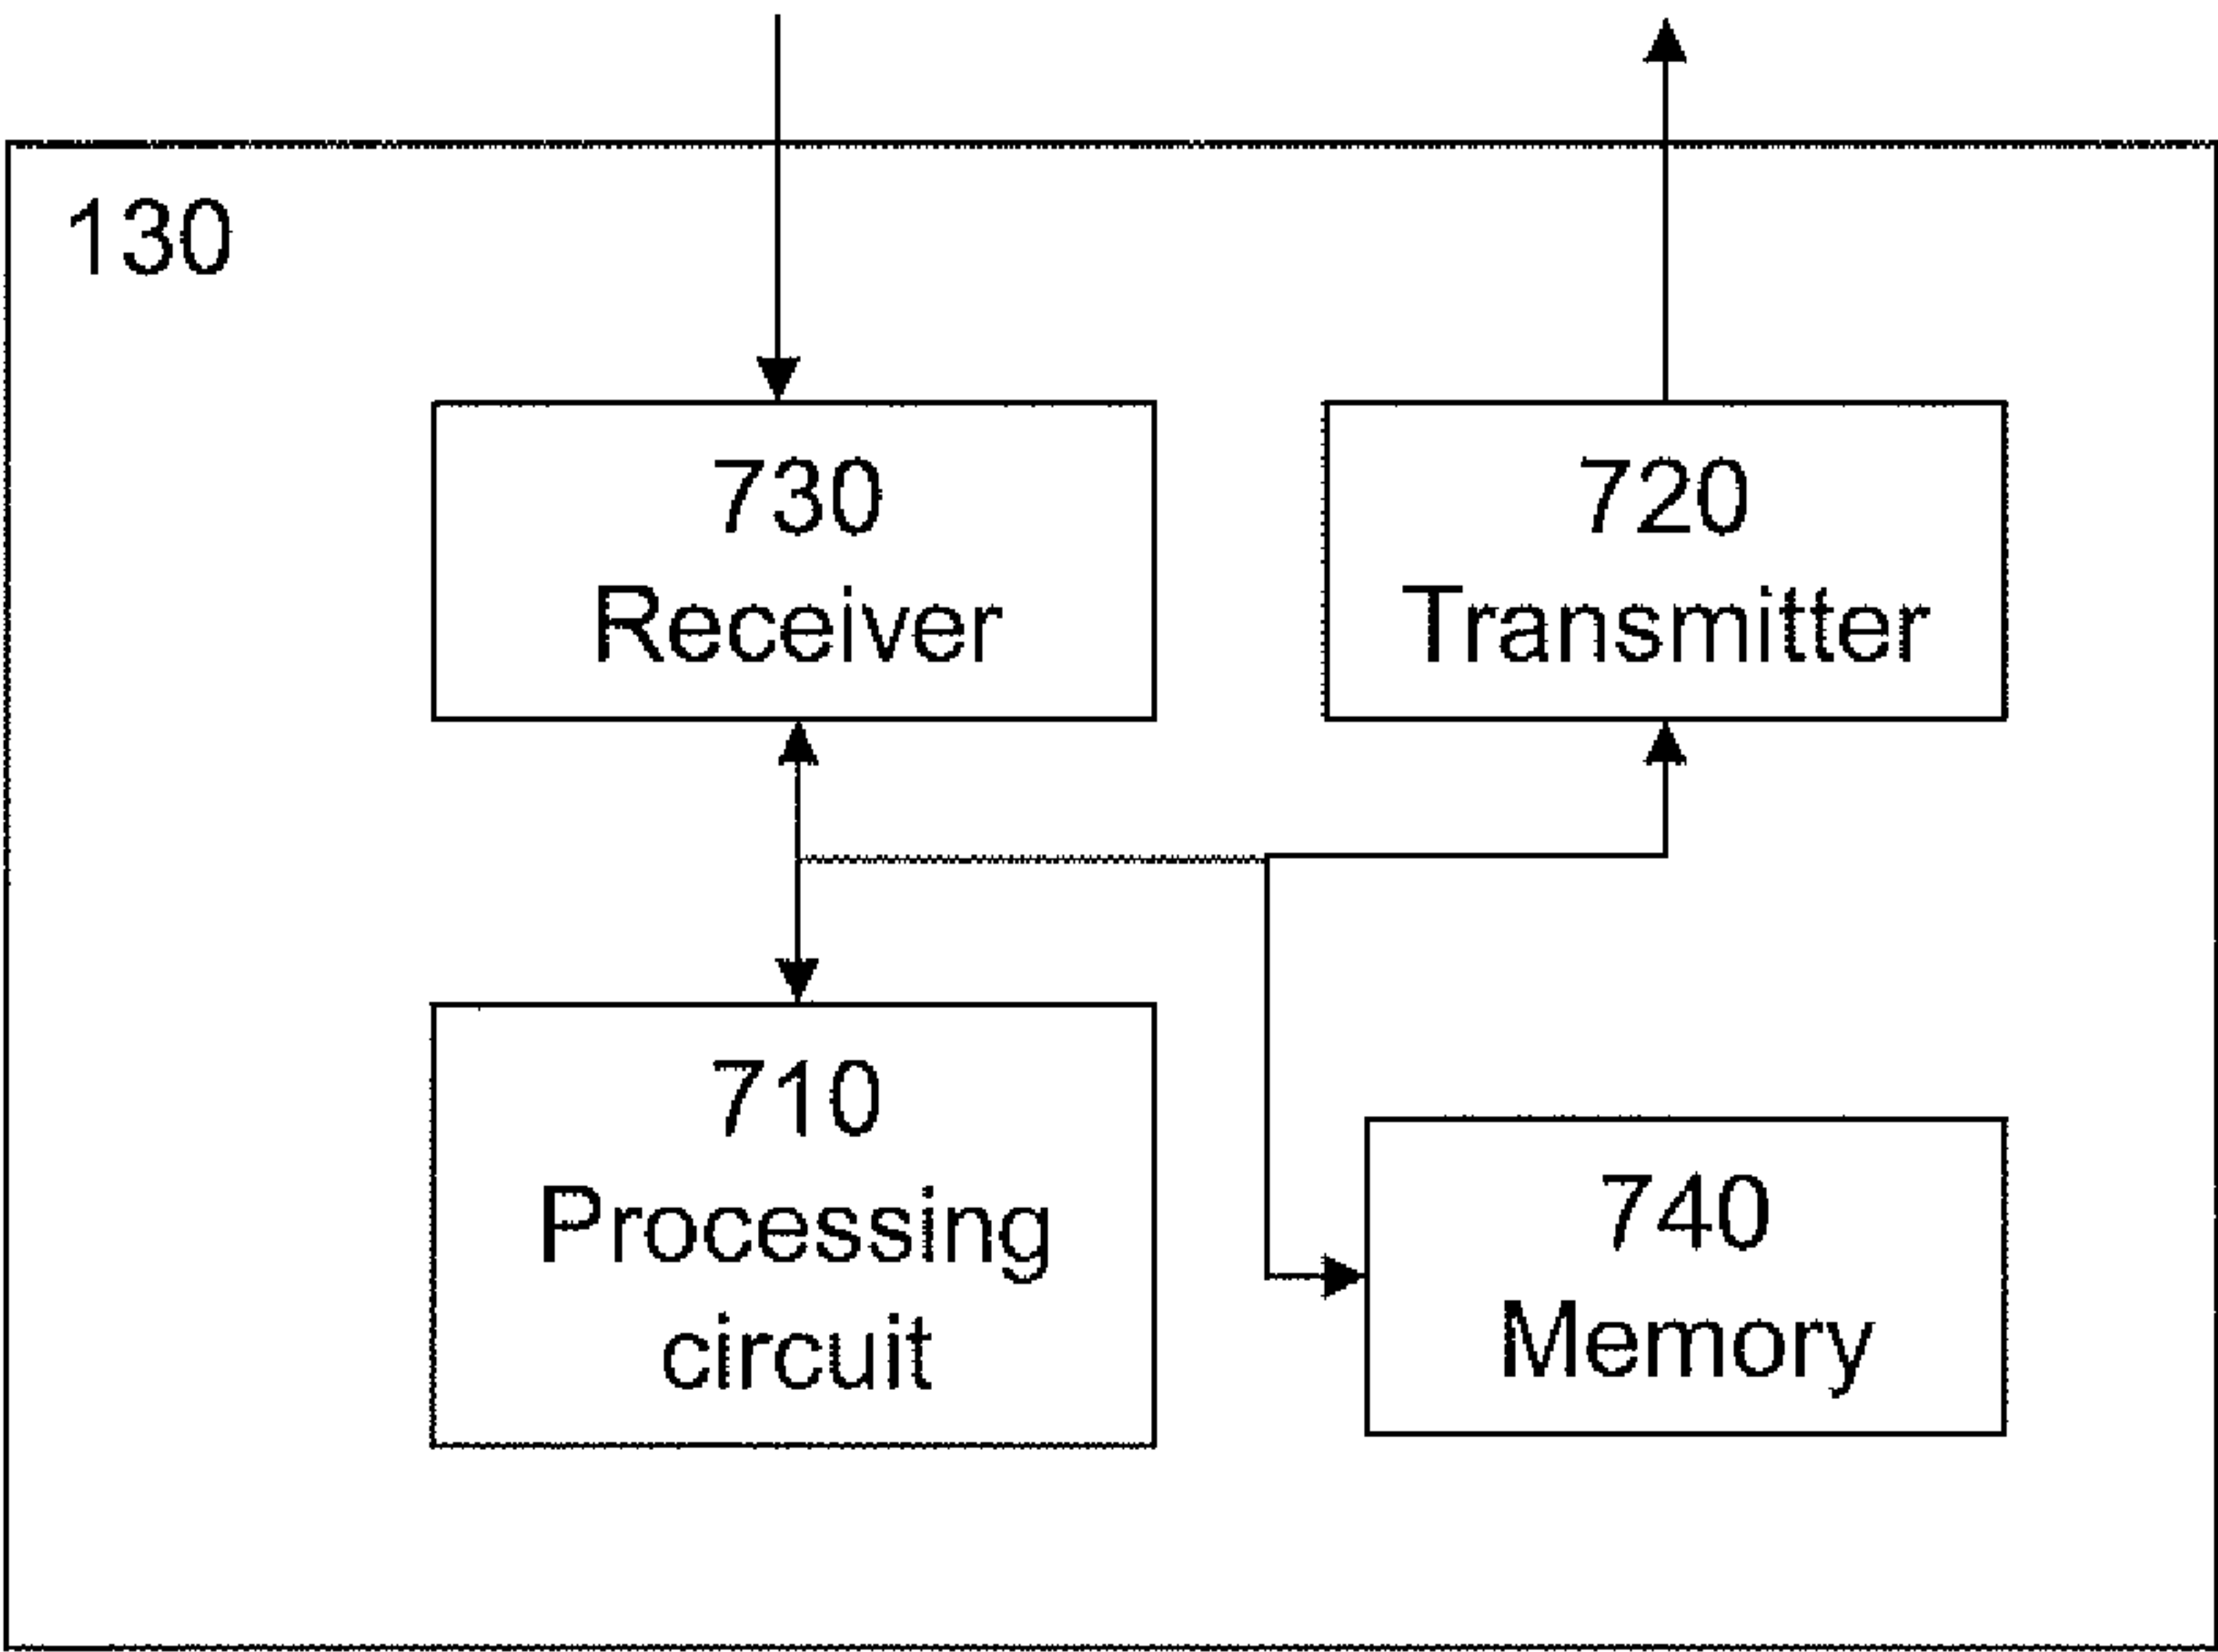 130
730
Receiver
720
Transmitter
710
Processing
circuit
740
Memory